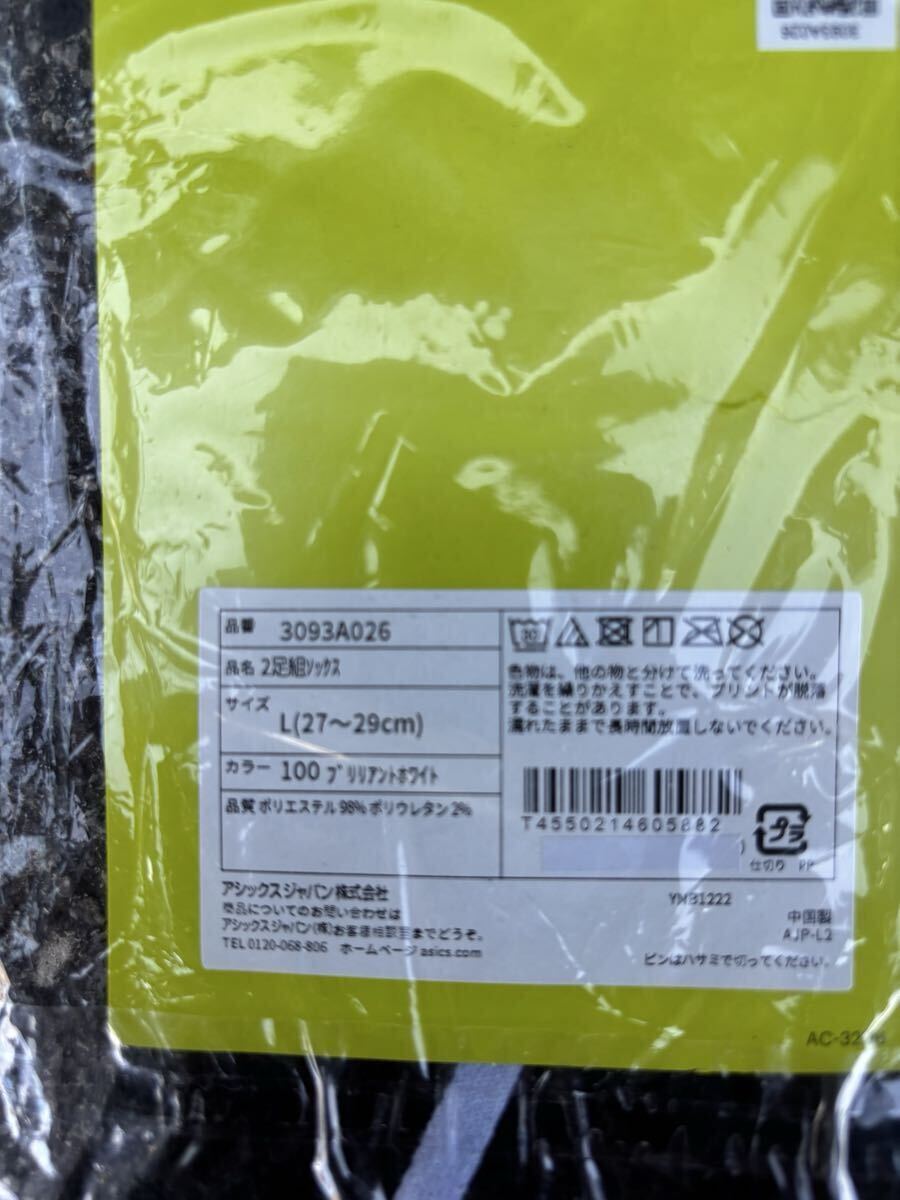 3093A026
品番 3093A026
品名 2足組ソックス
サイズ
L(27～29cm)
カラー 100 ブリリアントホワイト
品質 ポリエステル 98% ポリウレタン 2%
30
色物は、他の物と分けて洗ってください。
洗濯を繰りかえすことで、プリントが脱落
することがあります。
濡れたままで長時間放置しないでください。
T4550214605882
プラ
仕切り PP
アシックスジャパン株式会社
商品についてのお問い合わせは
アシックスジャパン(株)お客様相談室までどうぞ。
TEL 0120-068-806 ホームページ asics.com
YM31222
中国製
AJP-L2
ピンはハサミで切ってください。